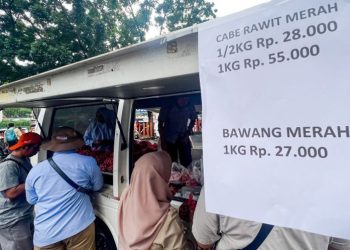 CABE RAWIT MERAH
1/2KG Rp. 28.000
1KG Rp. 55.000
BAWANG MERAH
1KG Rp. 27.000